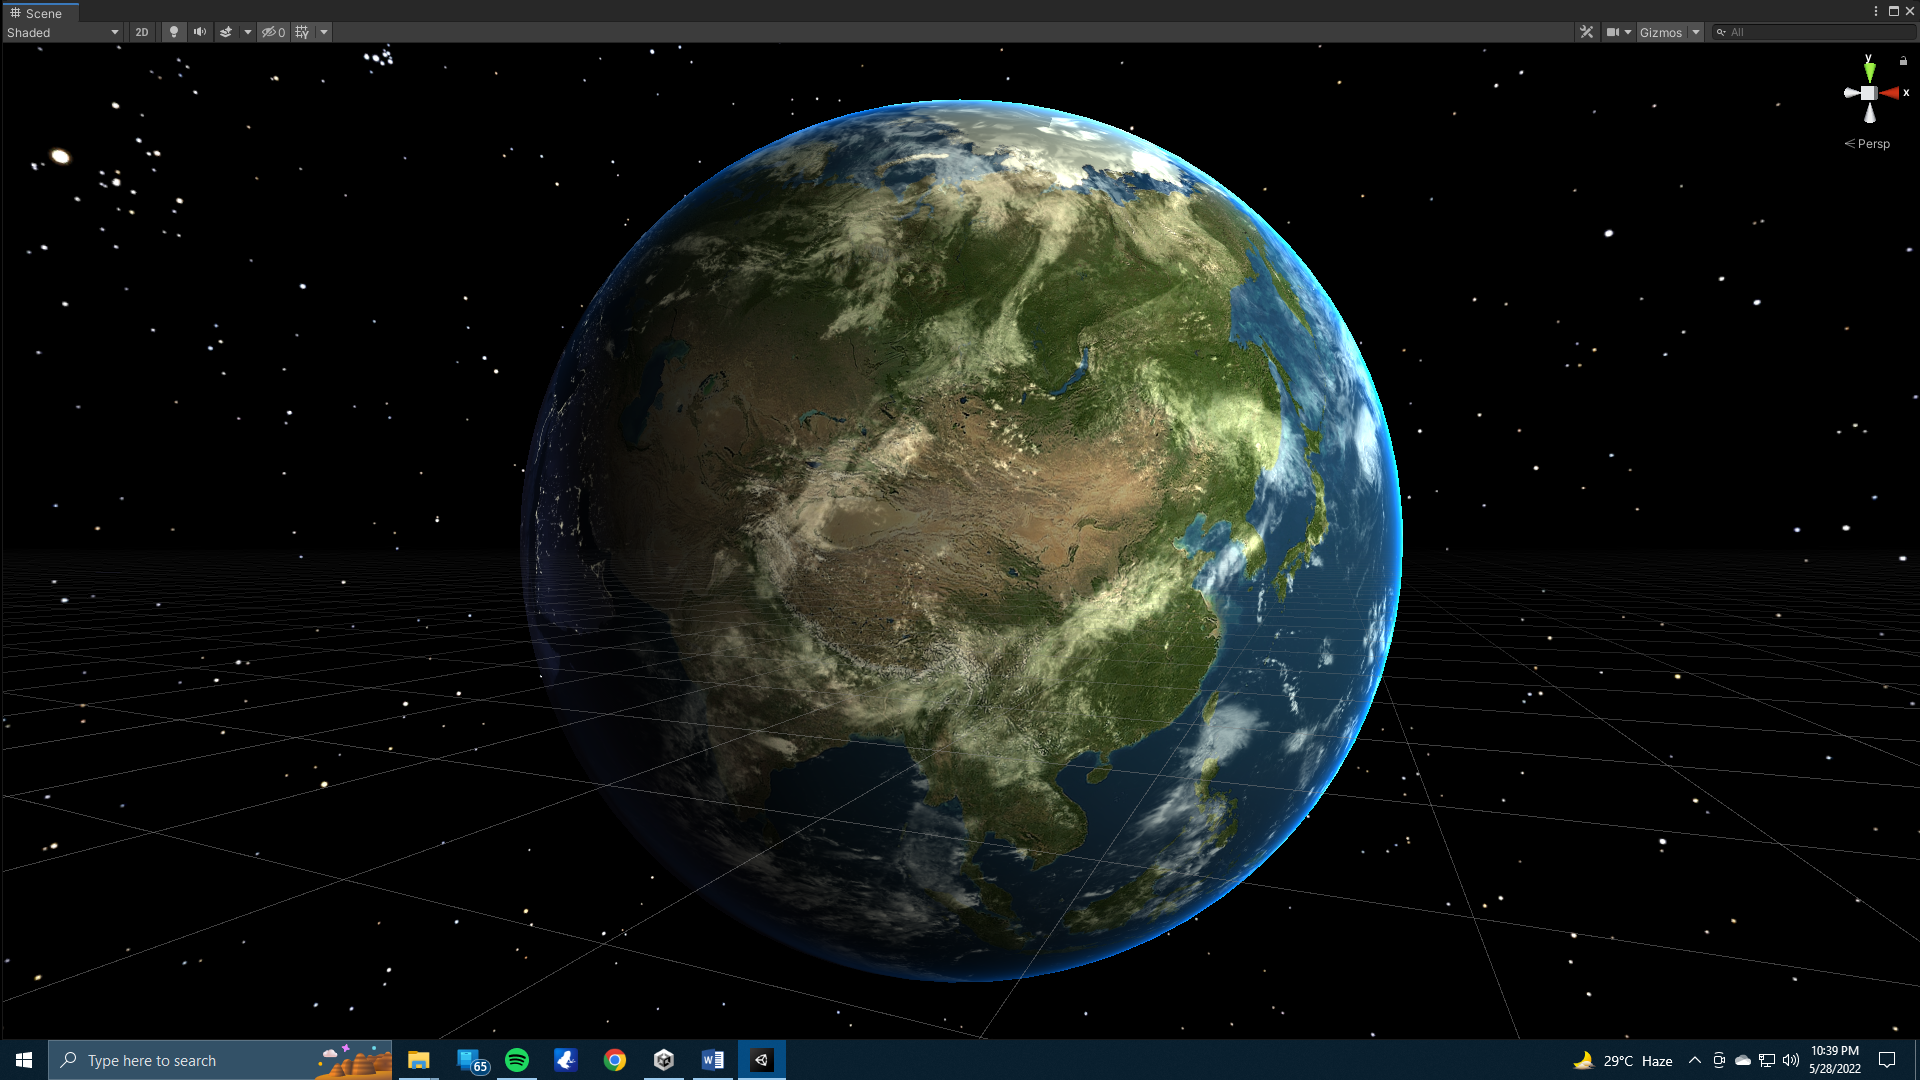 Scene
Shaded 2D 0 Gizmos All
y
x
< Persp
Type here to search
65
W
29°C Haze
10:39 PM
5/28/2022